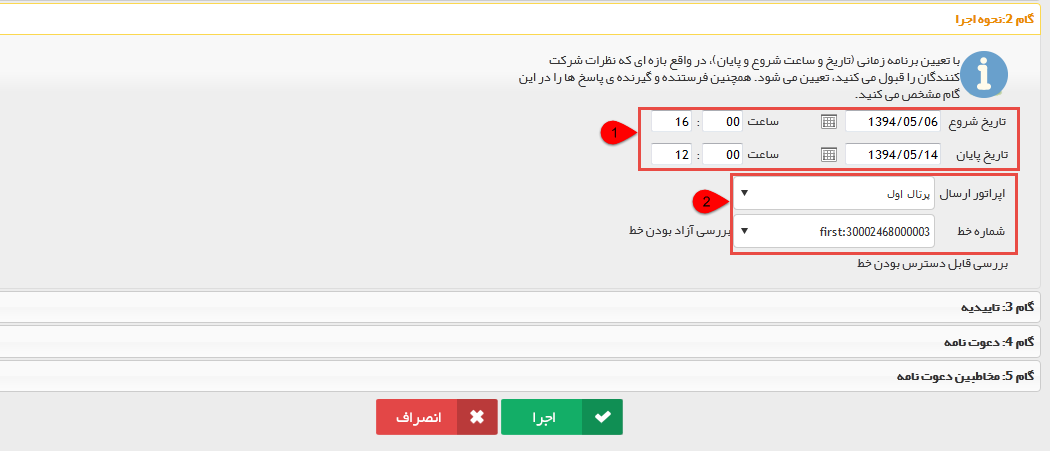 گام 2:نحوه اجرا
با تعیین برنامه زمانی (تاریخ و ساعت شروع و پایان)، در واقع بازه ای که نظرات شرکت
کنندگان را قبول می کنید، تعیین می شود. همچنین فرستنده و گیرنده ی پاسخ ها را در این
گام مشخص می کنید.
تاریخ شروع 1394/05/06 ساعت 00 : 16
1
تاریخ پایان 1394/05/14 ساعت 00 : 12
اپراتور ارسال پرتال اول
2
شماره خط first:30002468000003 بررسی آزاد بودن خط
بررسی قابل دسترس بودن خط
گام 3: تاییدیه
گام 4: دعوت نامه
گام 5: مخاطبین دعوت نامه
اجرا انصراف